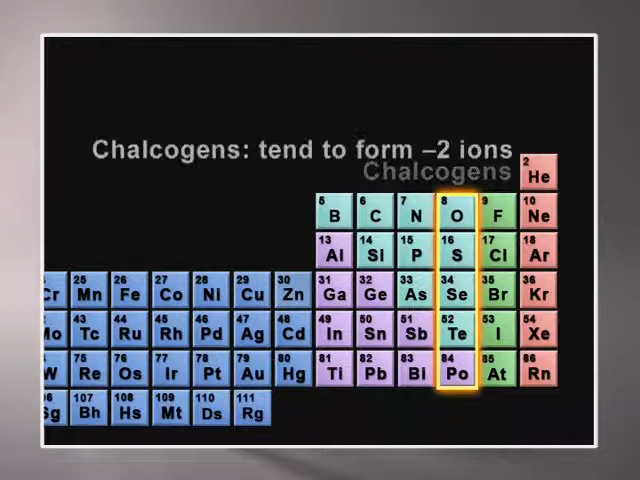 Chalcogens: tend to form –2 ions
Chalcogens
2 He
5 B 6 C 7 N 8 O 9 F 10 Ne
13 Al 14 Si 15 P 16 S 17 Cl 18 Ar
Cr 25 Mn 26 Fe 27 Co 28 Ni 29 Cu 30 Zn 31 Ga 32 Ge 33 As 34 Se 35 Br 36 Kr
Mo 43 Tc 44 Ru 45 Rh 46 Pd 47 Ag 48 Cd 49 In 50 Sn 51 Sb 52 Te 53 I 54 Xe
W 75 Re 76 Os 77 Ir 78 Pt 79 Au 80 Hg 81 Ti 82 Pb 83 Bi 84 Po 85 At 86 Rn
Sg 107 Bh 108 Hs 109 Mt 110 Ds 111 Rg